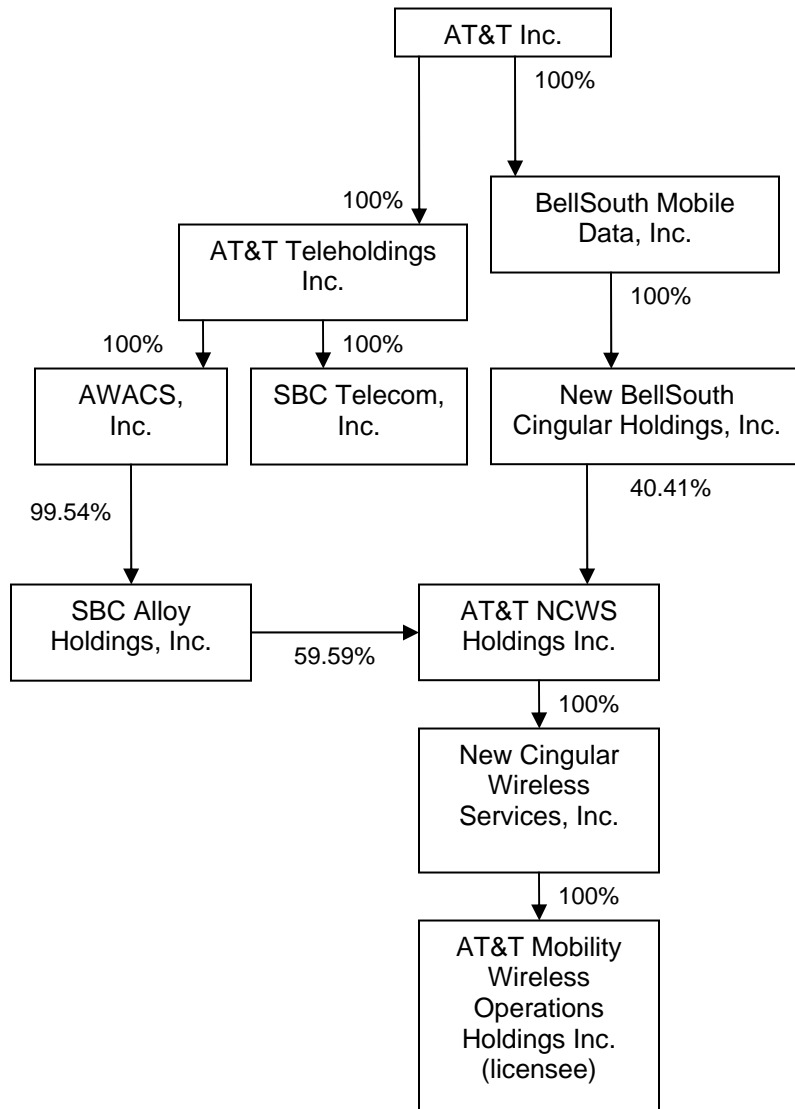 AT&T Inc.
100%
BellSouth Mobile
Data, Inc.
100%
AT&T Teleholdings
Inc.
100%
100%
100%
AWACS,
Inc.
SBC Telecom,
Inc.
New BellSouth
Cingular Holdings, Inc.
99.54%
40.41%
SBC Alloy
Holdings, Inc.
59.59%
AT&T NCWS
Holdings Inc.
100%
New Cingular
Wireless
Services, Inc.
100%
AT&T Mobility
Wireless
Operations
Holdings Inc.
(licensee)